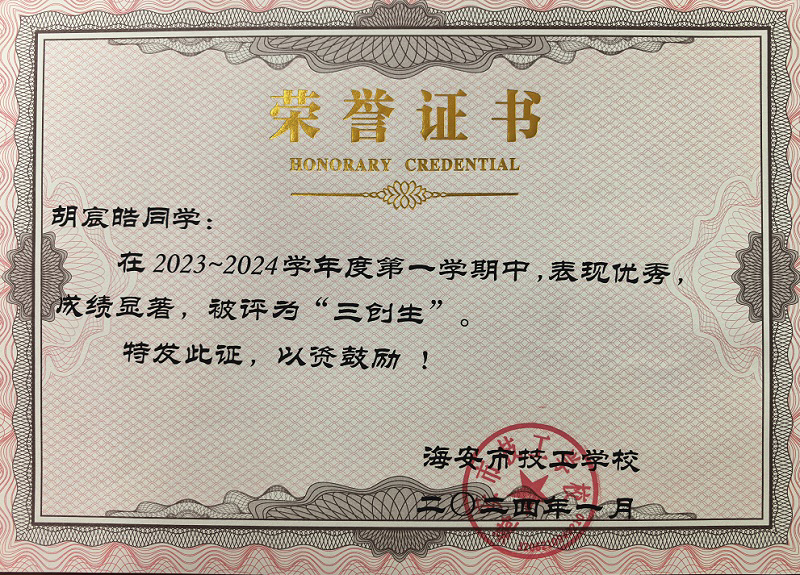 荣誉证书
HONORARY CREDENTIAL
胡宸皓同学：
在2023~2024学年度第一学期中，表现优秀，
成绩显著，被评为“三创生”。
特发此证，以资鼓励！
海安市技工学校
二〇二四年一月